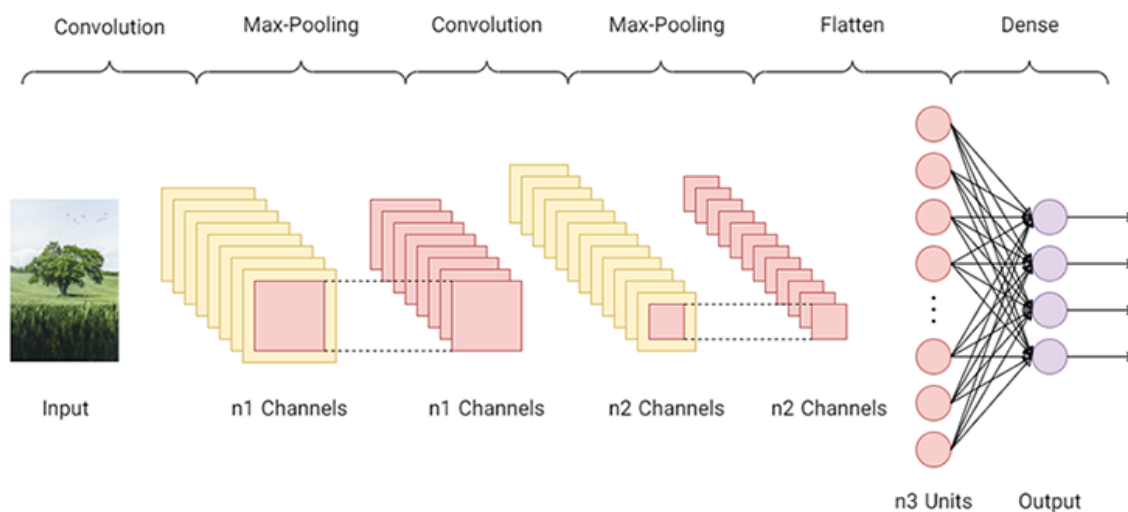 Convolution
Max-Pooling
Convolution
Max-Pooling
Flatten
Dense
Input
n1 Channels
n1 Channels
n2 Channels
n2 Channels
n3 Units
Output